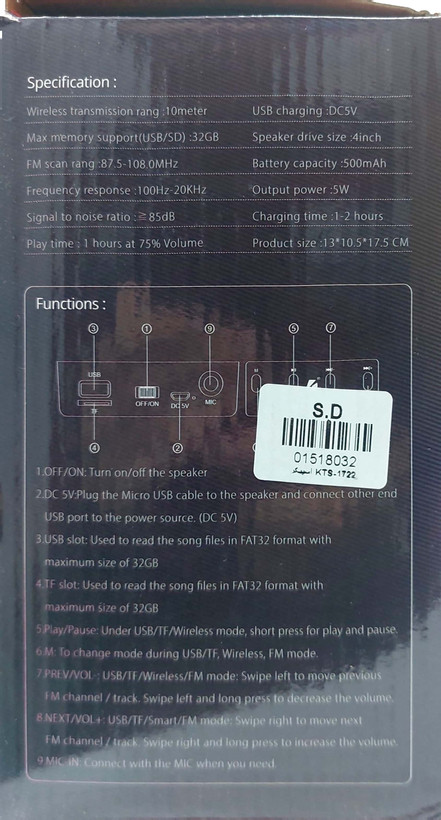 Specification :
Wireless transmission rang :10meter
USB charging :DC5V
Max memory support(USB/SD) :32GB
Speaker drive size :4inch
FM scan rang:87.5-108.0MHz
Battery capacity :500mAh
Frequency response :100Hz-20KHz
Output power :5W
Signal to noise ratio :≧85dB
Charging time :1-2 hours
Play time : 1 hours at 75% Volume
Product size :13*10.5*17.5 CM
Functions :
③ ① ⑨ ⑤ ⑦
USB
TF
OFF/ON
DC 5V
MIC
M
④ ②
S.D
01518032
اسپیکر KTS-1722
1.OFF/ON: Turn on/off the speaker
2.DC 5V:Plug the Micro USB cable to the speaker and connect other end
USB port to the power source. (DC 5V)
3.USB slot: Used to read the song files in FAT32 format with
maximum size of 32GB
4.TF slot: Used to read the song files in FAT32 format with
maximum size of 32GB
5.Play/Pause: Under USB/TF/Wireless mode, short press for play and pause.
6.M: To change mode during USB/TF, Wireless, FM mode.
7.PREV/VOL-: USB/TF/Wireless/FM mode: Swipe left to move previous
FM channel / track. Swipe left and long press to decrease the volume.
8.NEXT/VOL+: USB/TF/Smart/FM mode: Swipe right to move next
FM channel / track. Swipe right and long press to increase the volume.
9.MIC IN: Connect with the MIC when you need.